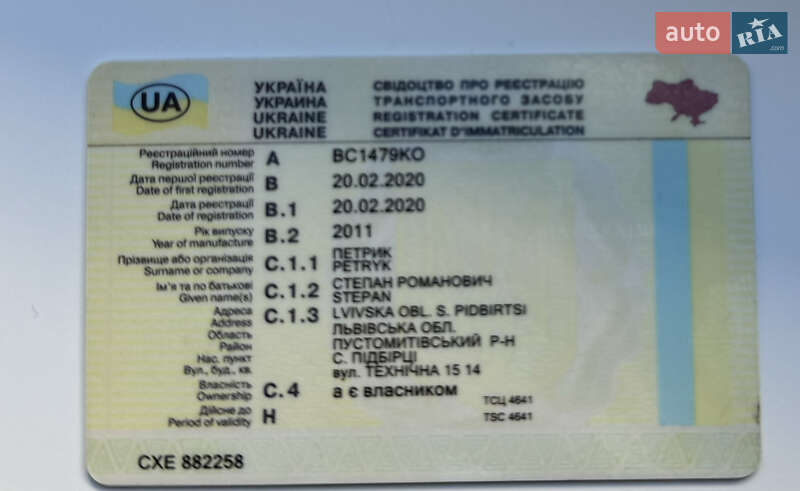 auto RIA .com
UA
УКРАЇНА СВІДОЦТВО ПРО РЕЄСТРАЦІЮ
УКРАИНА ТРАНСПОРТНОГО ЗАСОБУ
UKRAINE REGISTRATION CERTIFICATE
UKRAINE CERTIFIKAT D'IMMATRICULATION
Реєстраційний номер A BC1479KO
Registration number
Дата першої реєстрації B 20.02.2020
Date of first registration
Дата реєстрації B.1 20.02.2020
Date of registration
Рік випуску B.2 2011
Year of manufacture
Прізвище або організація C.1.1 ПЕТРИК
Surname or company PETRYK
Ім'я та по батькові C.1.2 СТЕПАН РОМАНОВИЧ
Given name(s) STEPAN
Адреса C.1.3 LVIVSKA OBL. S. PIDBIRTSI
Address ЛЬВІВСЬКА ОБЛ.
Область ПУСТОМИТІВСЬКИЙ Р-Н
Район С. ПІДБІРЦІ
Нас. пункт вул. ТЕХНІЧНА 15 14
Вул., буд., кв.
Власність C.4 а є власником
Ownership ТСЦ 4641
Дійсне до H TSC 4641
Period of validity
CXE 882258